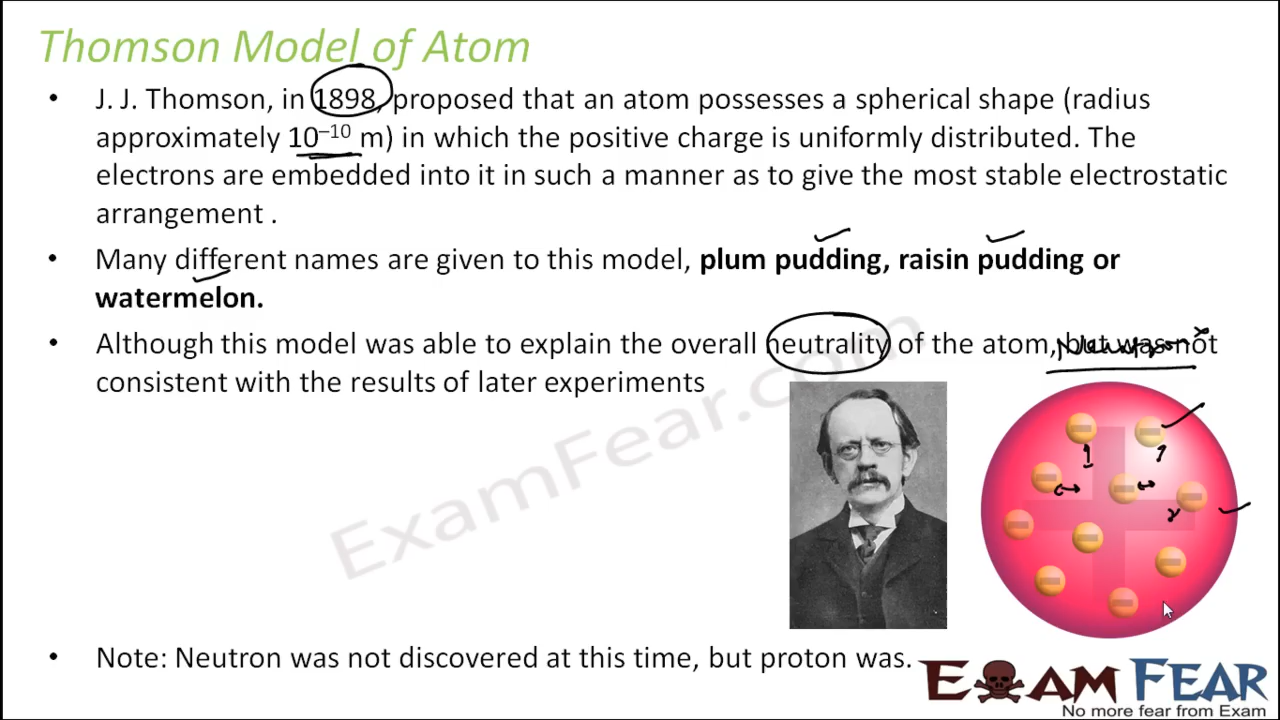 Thomson Model of Atom
• J. J. Thomson, in 1898, proposed that an atom possesses a spherical shape (radius
approximately 10⁻¹⁰ m) in which the positive charge is uniformly distributed. The
electrons are embedded into it in such a manner as to give the most stable electrostatic
arrangement .
• Many different names are given to this model, plum pudding, raisin pudding or
watermelon.
• Although this model was able to explain the overall neutrality of the atom, but was not
consistent with the results of later experiments
ExamFear.com
• Note: Neutron was not discovered at this time, but proton was.
EXAM FEAR
No more fear from Exam